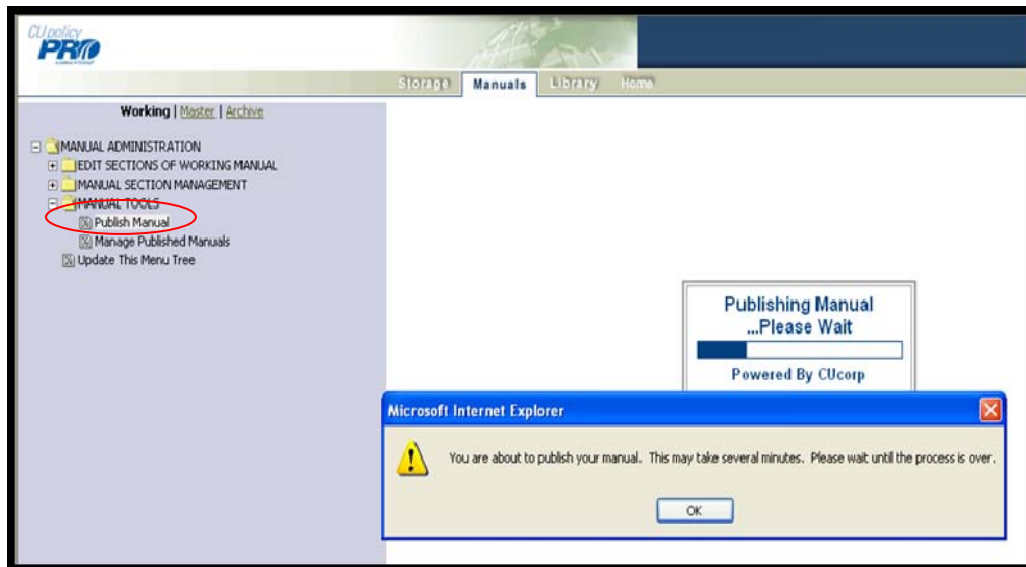 CU policy
PRO
Storage Manuals Library Home
Working | Master | Archive
MANUAL ADMINISTRATION
EDIT SECTIONS OF WORKING MANUAL
MANUAL SECTION MANAGEMENT
MANUAL TOOLS
Publish Manual
Manage Published Manuals
Update This Menu Tree
Publishing Manual
...Please Wait
Powered By CUcorp
Microsoft Internet Explorer
You are about to publish your manual. This may take several minutes. Please wait until the process is over.
OK